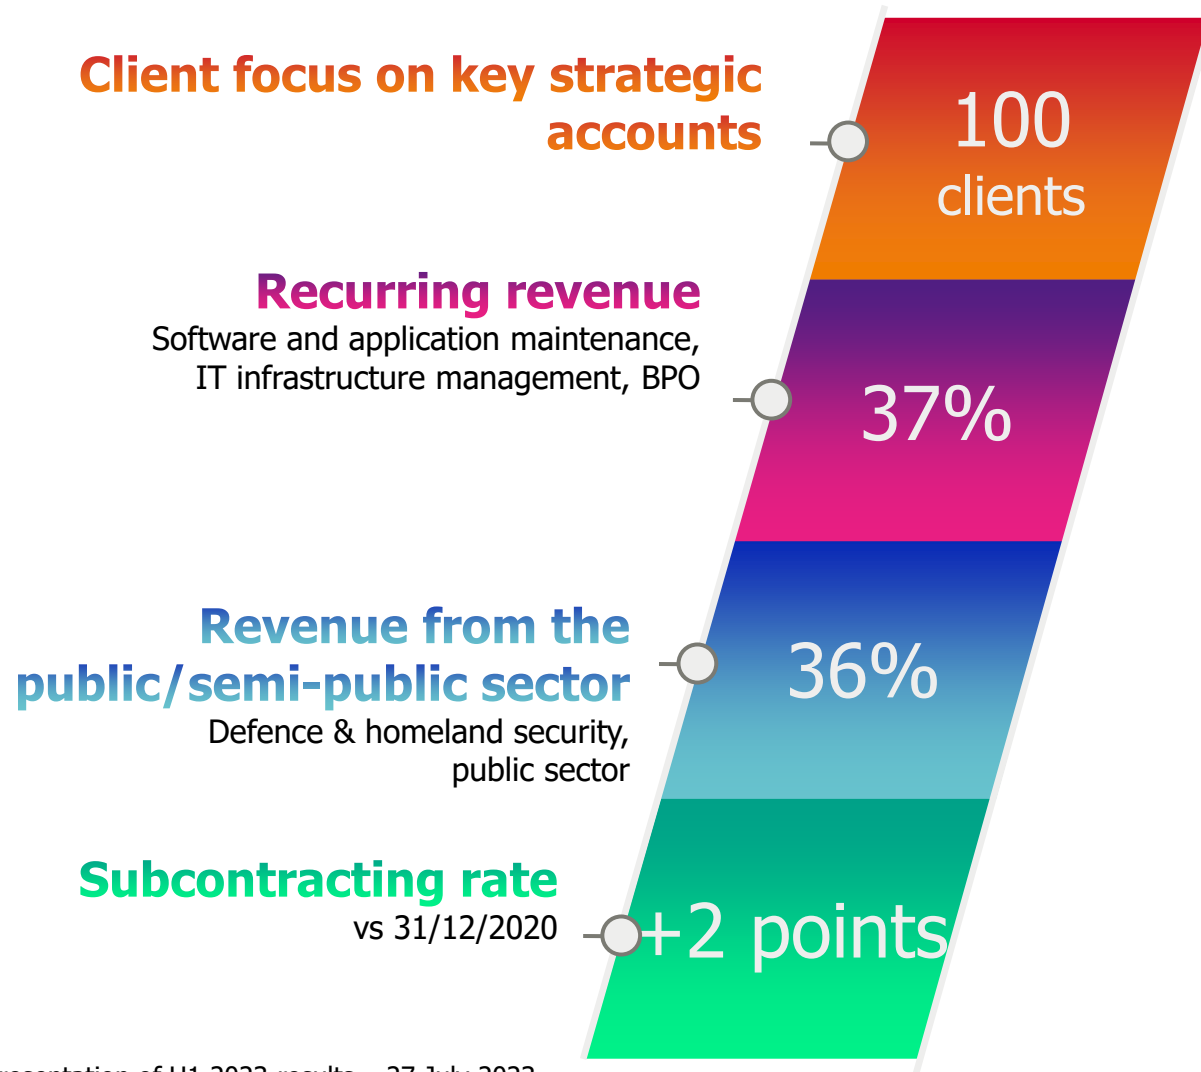 Client focus on key strategic
accounts
100
clients
Recurring revenue
Software and application maintenance,
IT infrastructure management, BPO
37%
Revenue from the
public/semi-public sector
36%
Defence & homeland security,
public sector
Subcontracting rate
vs 31/12/2020
+2 points